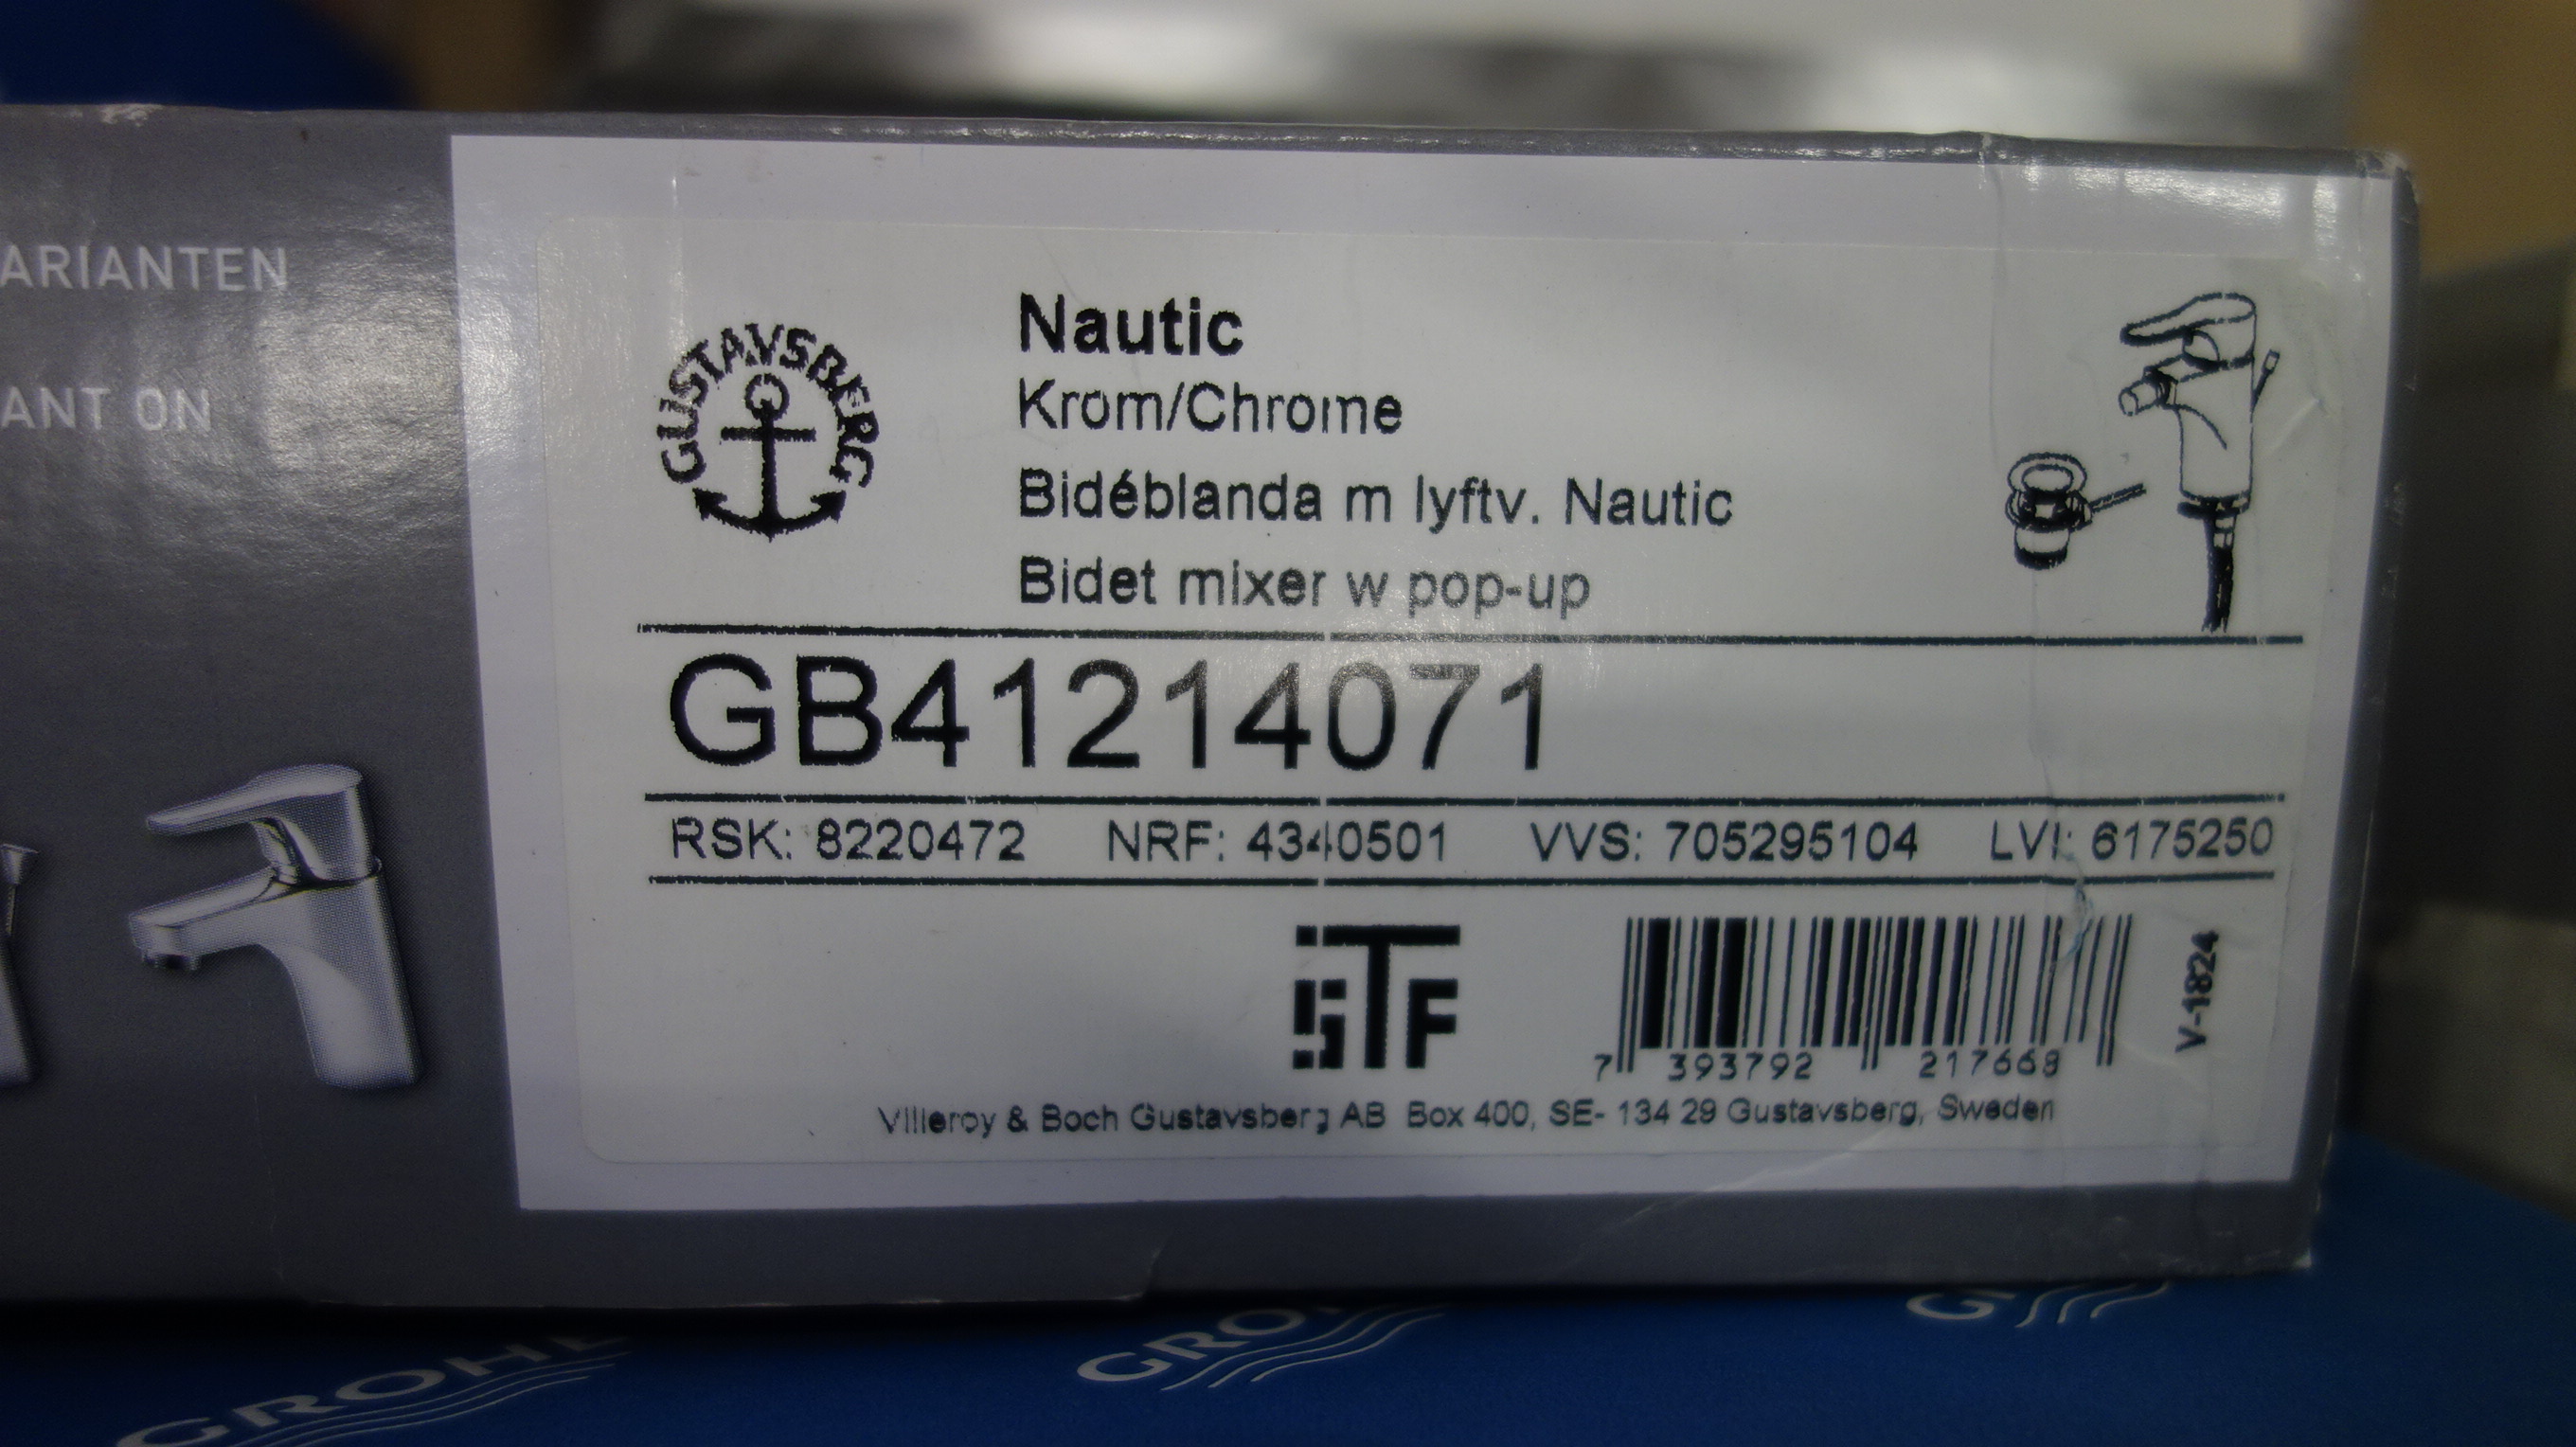 ARIANTEN
ANT ON
GUSTAVSBERG
Nautic
Krom/Chrome
Bidéblanda m lyftv. Nautic
Bidet mixer w pop-up
GB41214071
RSK: 8220472 NRF: 4340501 VVS: 705295104 LVI: 6175250
7 393792 217668
V-1824
Villeroy & Boch Gustavsberg AB Box 400, SE- 134 29 Gustavsberg, Sweden
GROHE GRO GR